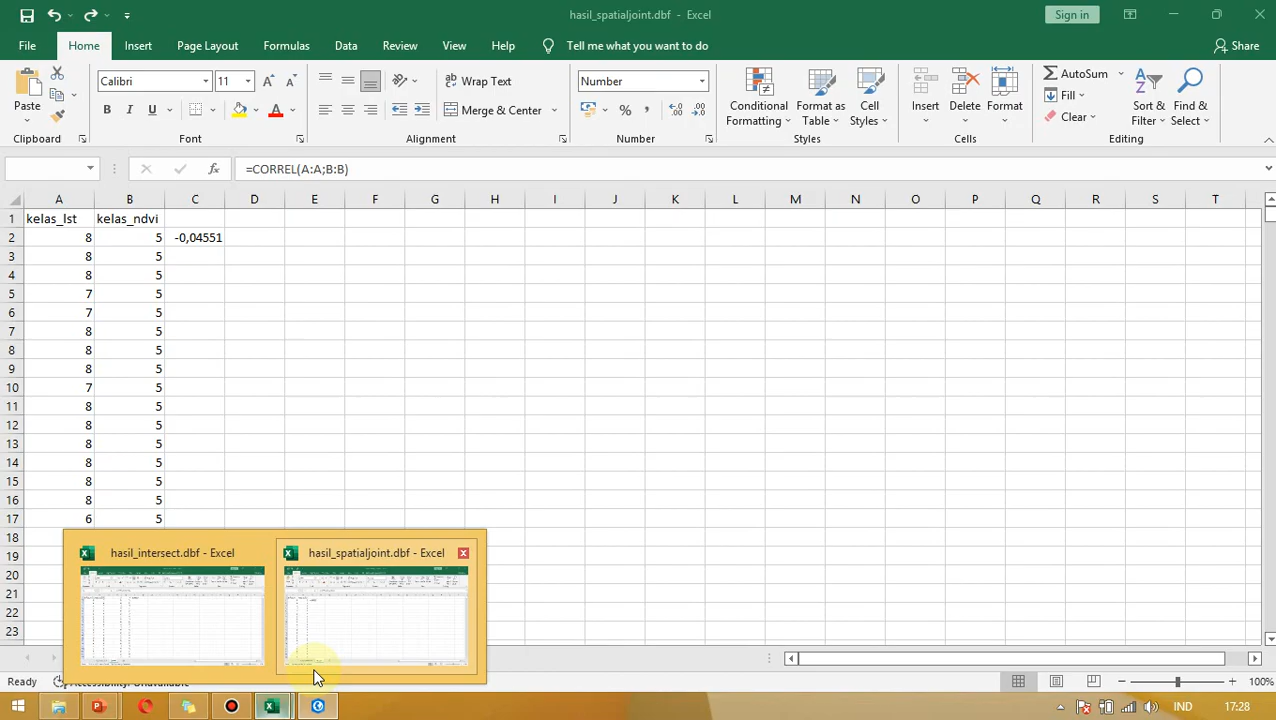 hasil_spatialjoint.dbf - Excel
Sign in
File Home Insert Page Layout Formulas Data Review View Help Tell me what you want to do Share
Paste
Calibri 11
Wrap Text
Merge & Center
Number
Conditional Formatting
Format as Table
Cell Styles
Insert
Delete
Format
AutoSum
Fill
Clear
Sort & Filter
Find & Select
Clipboard Font Alignment Number Styles Cells Editing
=CORREL(A:A;B:B)
A B C D E F G H I J K L M N O P Q R S T
1 kelas_lst kelas_ndvi
2 8 5 -0,04551
3 8 5
4 8 5
5 7 5
6 7 5
7 8 5
8 8 5
9 8 5
10 7 5
11 8 5
12 8 5
13 8 5
14 8 5
15 8 5
16 8 5
17 6 5
18
19
20
21
22
23
hasil_intersect.dbf - Excel
hasil_spatialjoint.dbf - Excel
Ready
100%
IND 17:28